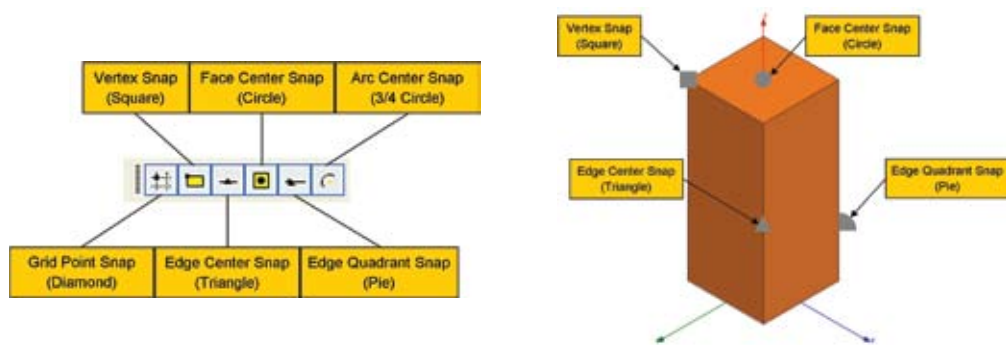 Vertex Snap
(Square)
Face Center Snap
(Circle)
Arc Center Snap
(3/4 Circle)
Grid Point Snap
(Diamond)
Edge Center Snap
(Triangle)
Edge Quadrant Snap
(Pie)
Vertex Snap
(Square)
Face Center Snap
(Circle)
Edge Center Snap
(Triangle)
Edge Quadrant Snap
(Pie)